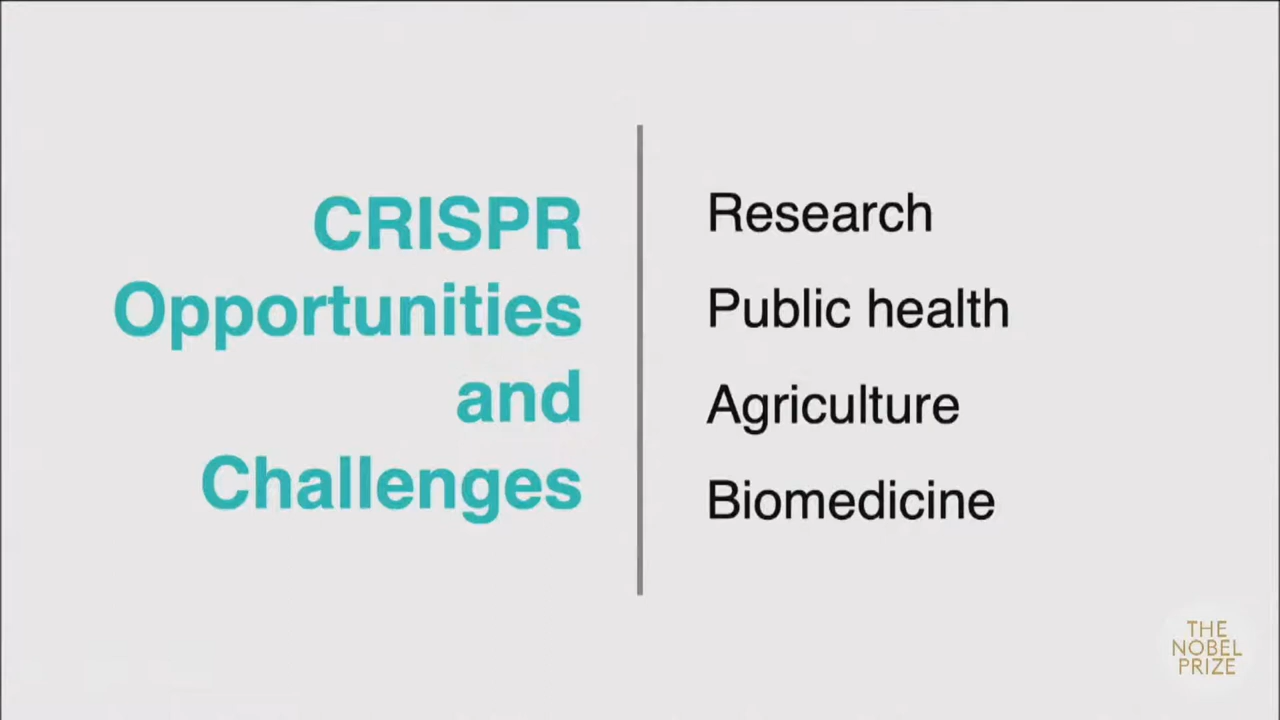 CRISPR
Opportunities
and
Challenges
Research
Public health
Agriculture
Biomedicine
THE
NOBEL
PRIZE